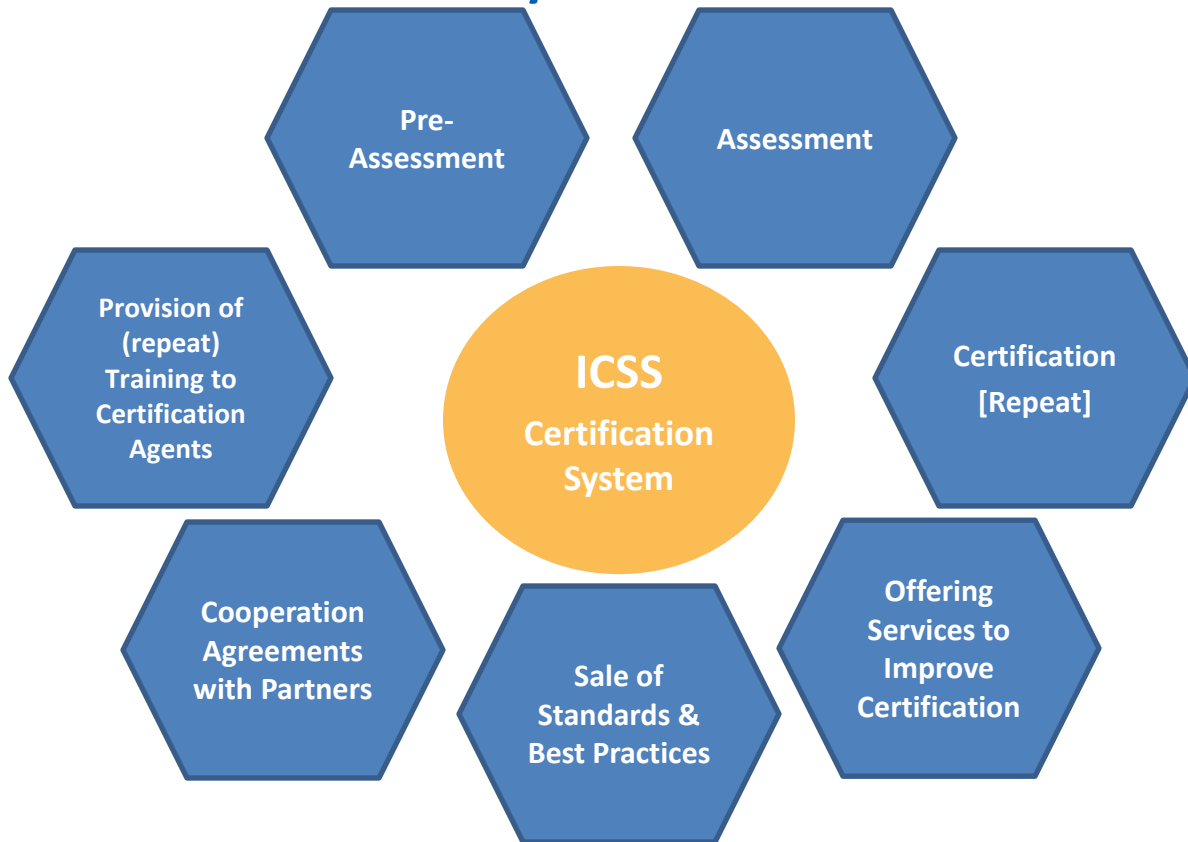 Pre-
Assessment
Assessment
Provision of
(repeat)
Training to
Certification
Agents
ICSS
Certification
System
Certification
[Repeat]
Cooperation
Agreements
with Partners
Sale of
Standards &
Best Practices
Offering
Services to
Improve
Certification